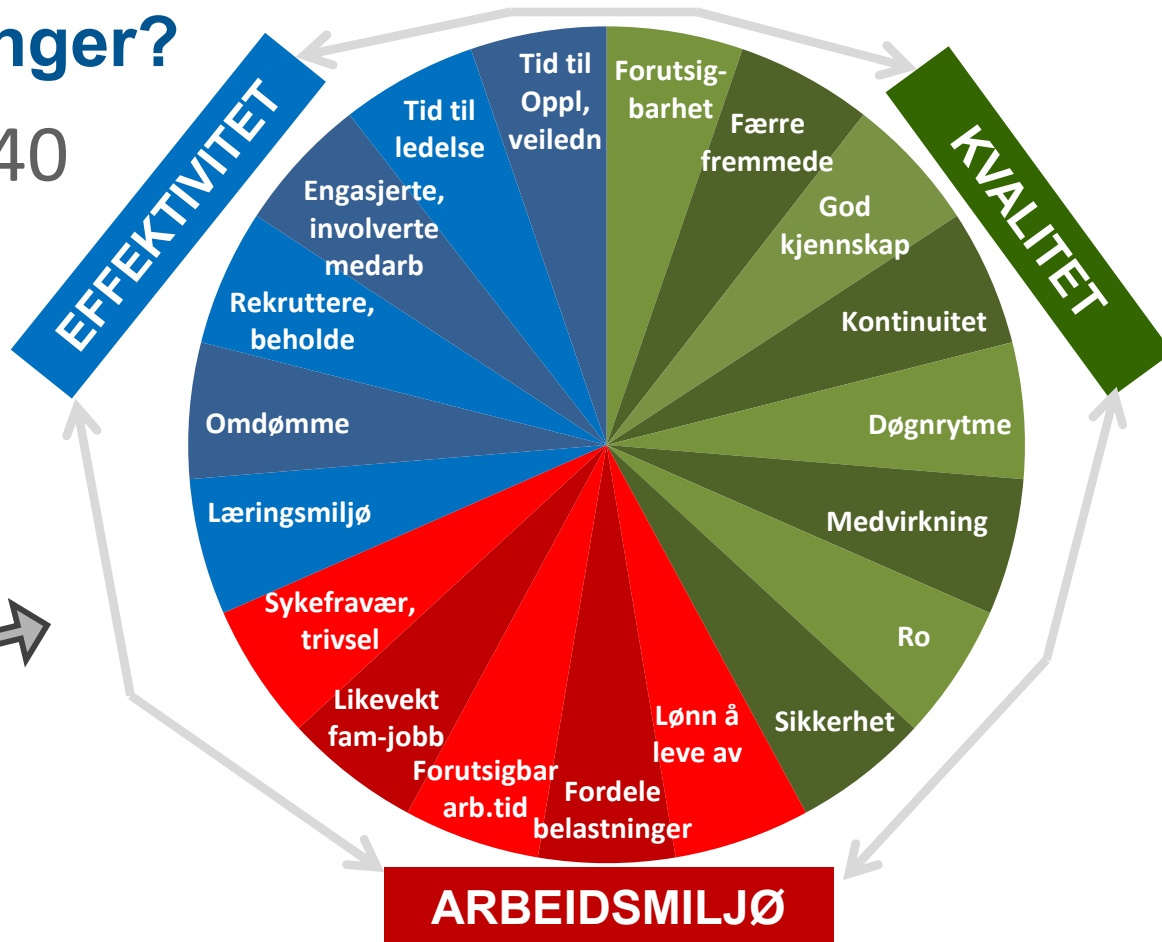 nger?
40
EFFEKTIVITET
KVALITET
Tid til
Oppl,
veiledn
Forutsig-
barhet
Færre
fremmede
God
kjennskap
Kontinuitet
Døgnrytme
Medvirkning
Ro
Sikkerhet
Lønn å
leve av
Fordele
belastninger
Forutsigbar
arb.tid
Likevekt
fam-jobb
Sykefravær,
trivsel
Læringsmiljø
Omdømme
Rekruttere,
beholde
Engasjerte,
involverte
medarb
Tid til
ledelse
ARBEIDSMILJØ